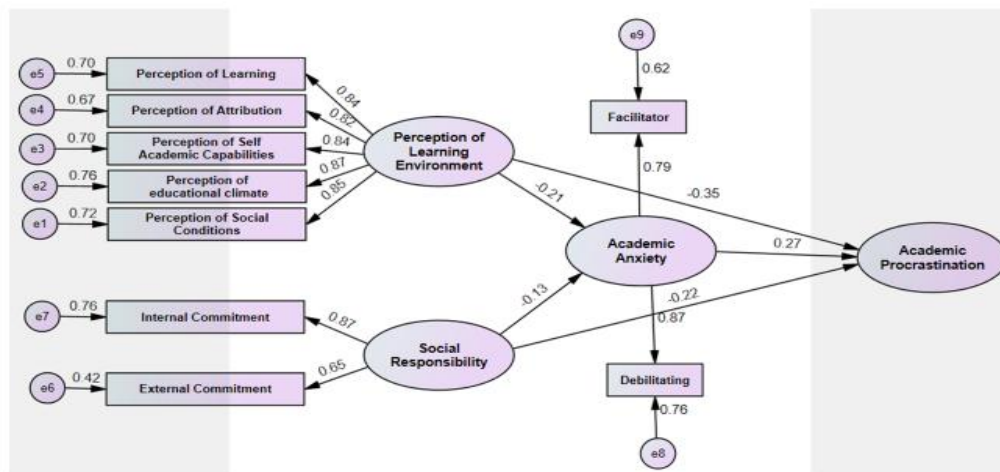 e9
0.62
Facilitator
0.79
e5
0.70
Perception of Learning
0.84
e4
0.67
Perception of Attribution
0.82
e3
0.70
Perception of Self
Academic Capabilities
0.84
e2
0.76
Perception of
educational climate
0.87
e1
0.72
Perception of Social
Conditions
0.85
Perception of
Learning
Environment
-0.21
-0.35
Academic
Anxiety
0.27
Academic
Procrastination
-0.13
-0.22
0.87
e7
0.76
Internal Commitment
0.87
Social
Responsibility
e6
0.42
External Commitment
0.65
Debilitating
0.76
e8